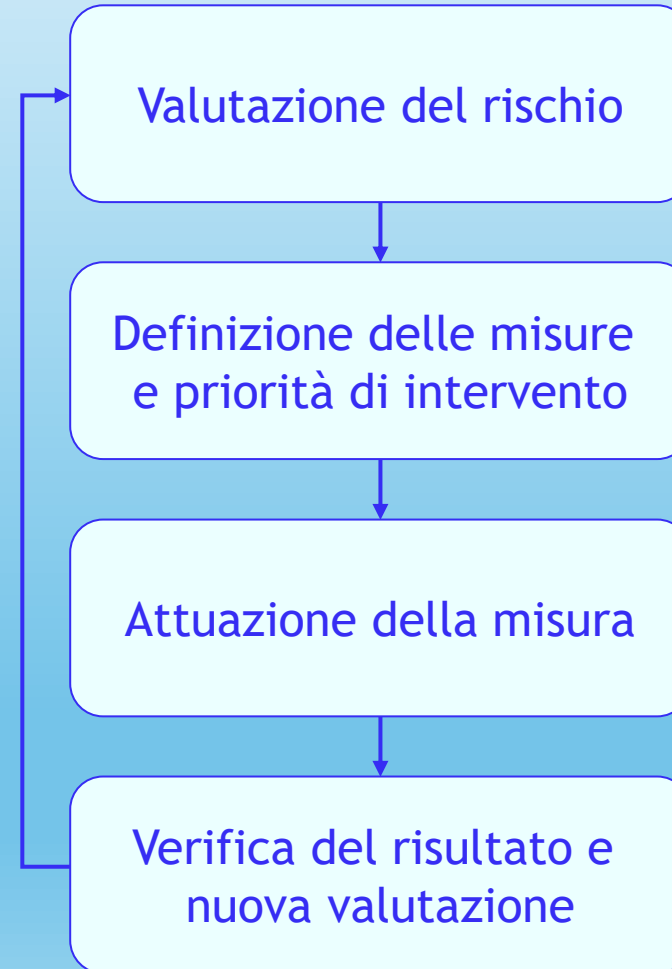 Valutazione del rischio
Definizione delle misure
e priorità di intervento
Attuazione della misura
Verifica del risultato e
nuova valutazione